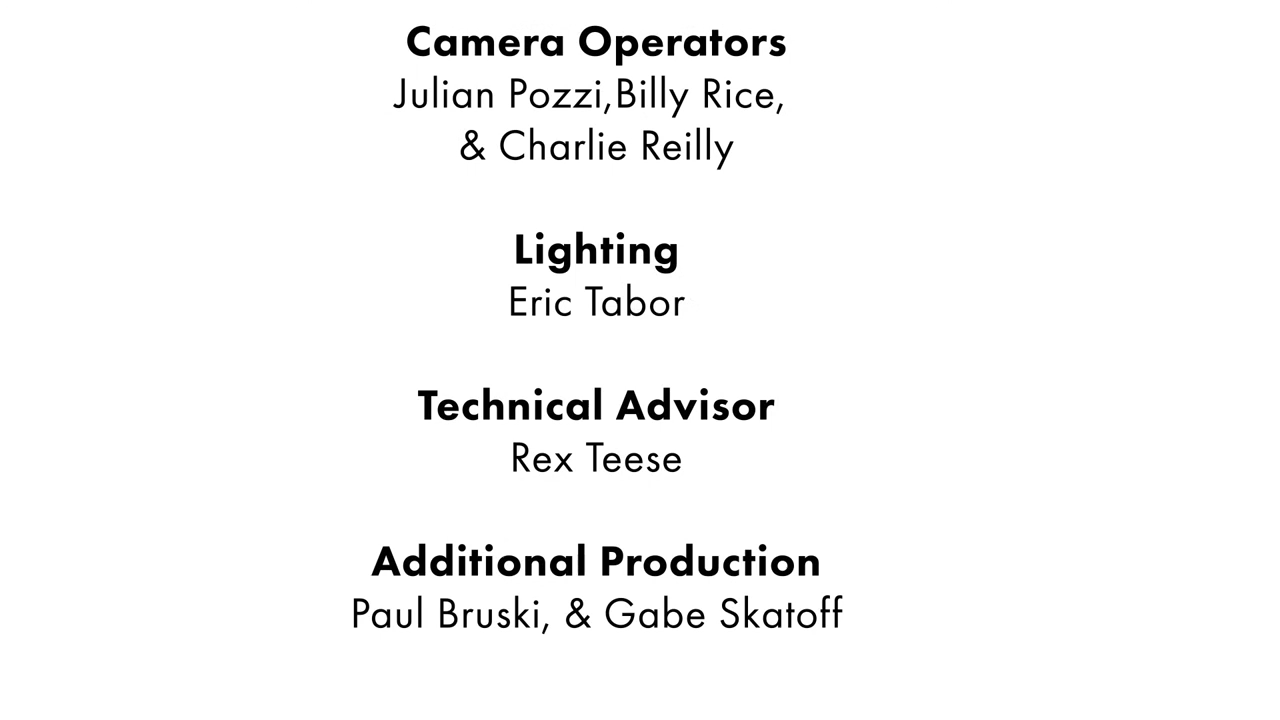 Camera Operators
Julian Pozzi,Billy Rice,
& Charlie Reilly
Lighting
Eric Tabor
Technical Advisor
Rex Teese
Additional Production
Paul Bruski, & Gabe Skatoff